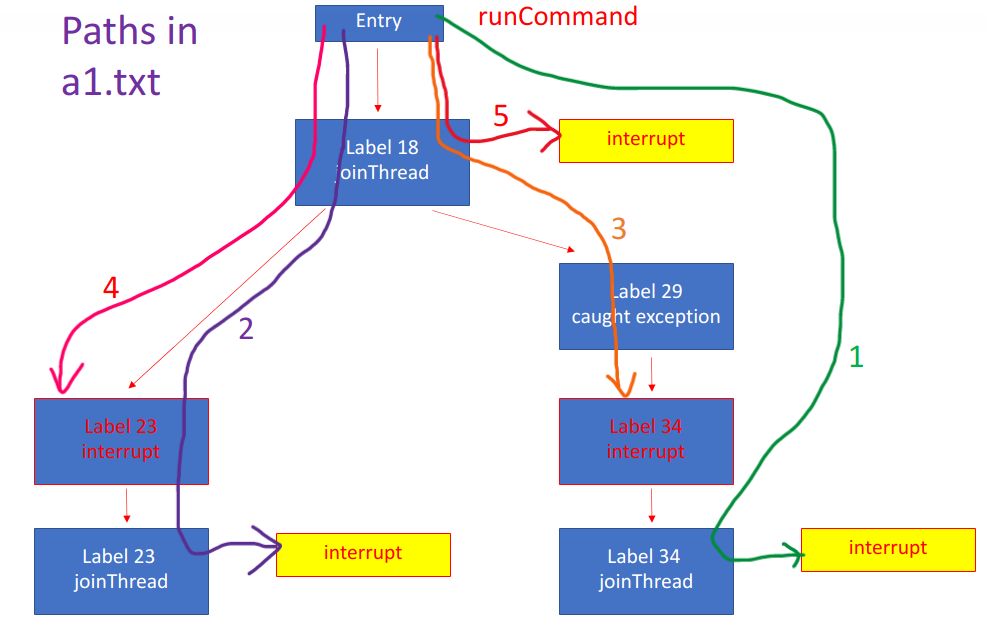 Paths in
a1.txt
Entry
runCommand
Label 18
joinThread
5
interrupt
3
4
2
Label 29
caught exception
1
Label 23
interrupt
Label 34
interrupt
Label 23
joinThread
interrupt
Label 34
joinThread
interrupt